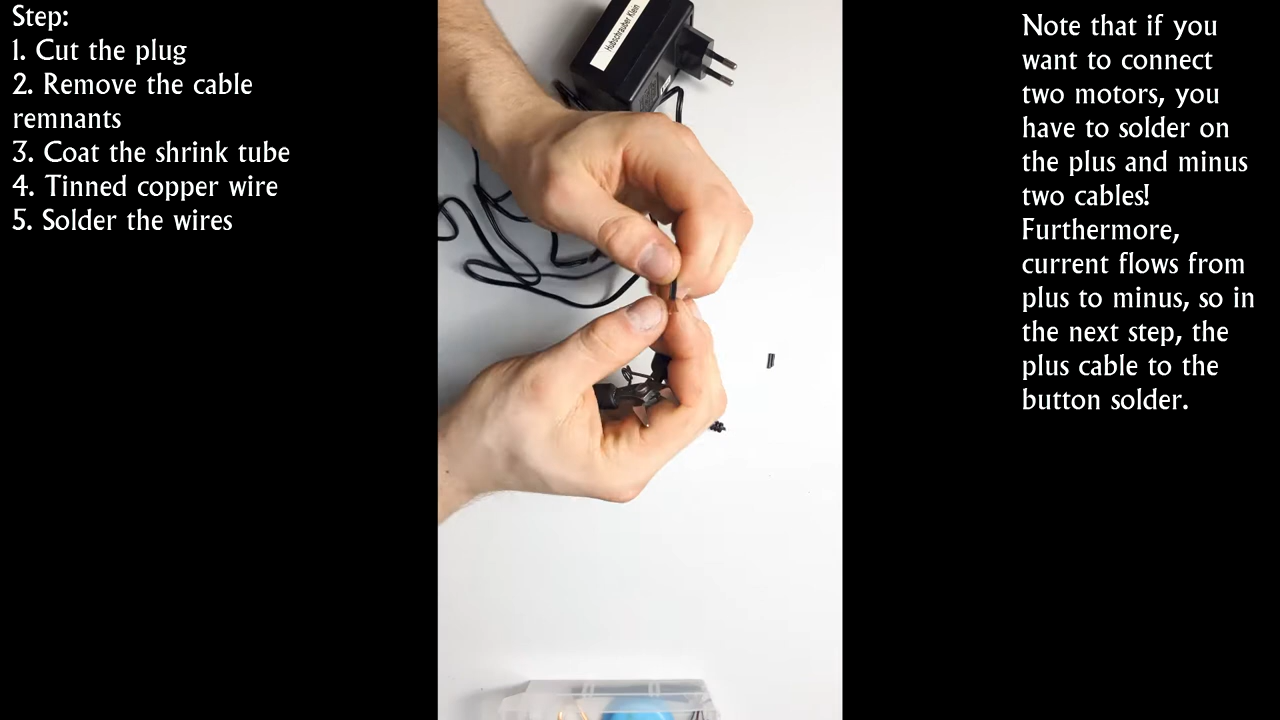 Step:
1. Cut the plug
2. Remove the cable
remnants
3. Coat the shrink tube
4. Tinned copper wire
5. Solder the wires
Hubschrauber Klein
Note that if you
want to connect
two motors, you
have to solder on
the plus and minus
two cables!
Furthermore,
current flows from
plus to minus, so in
the next step, the
plus cable to the
button solder.